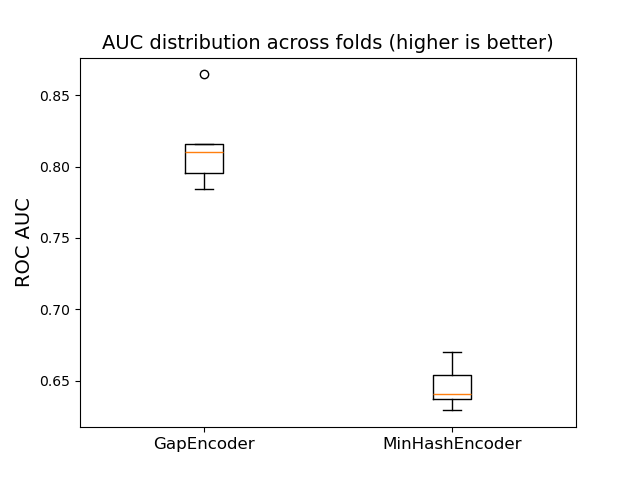 AUC distribution across folds (higher is better)
ROC AUC
0.85
0.80
0.75
0.70
0.65
GapEncoder
MinHashEncoder